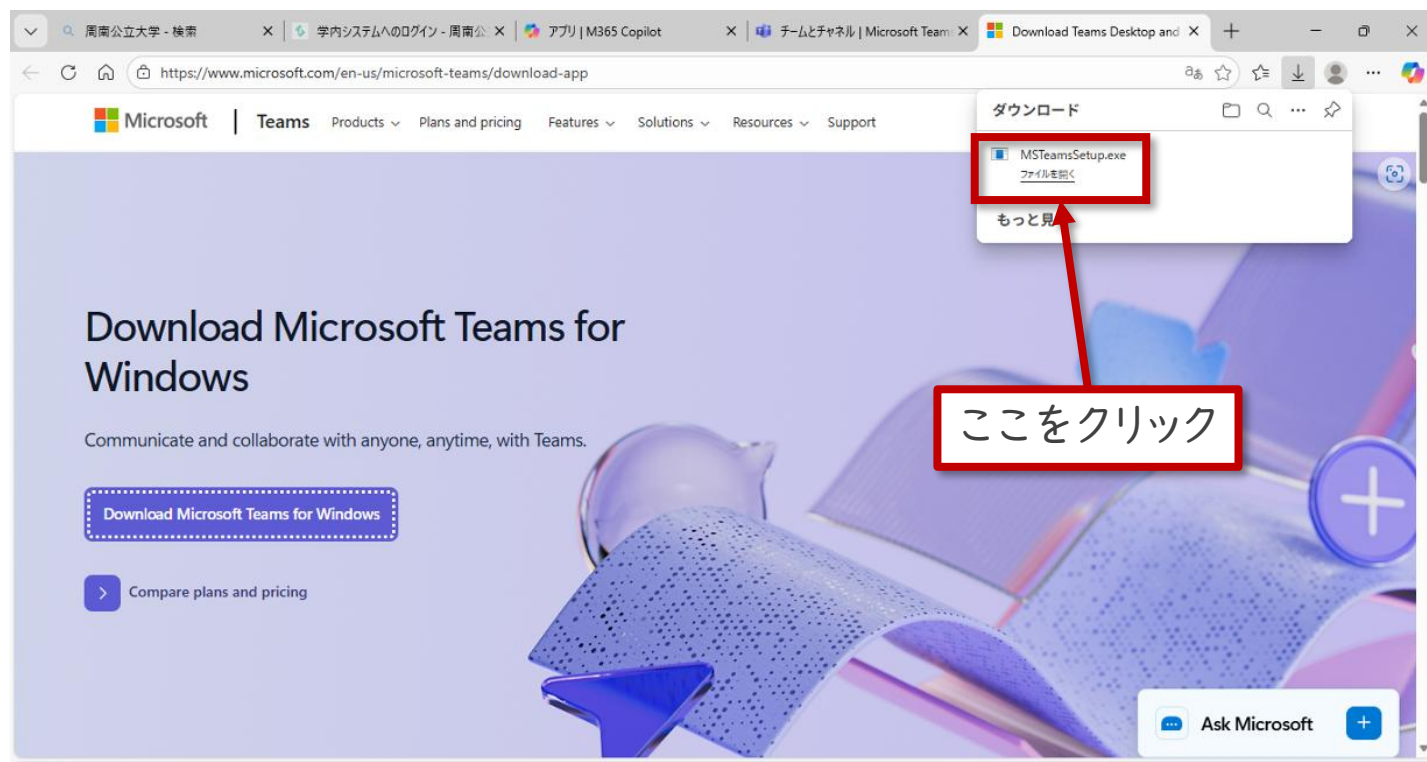 周南公立大学 - 検索
学内システムへのログイン - 周南公
アプリ | M365 Copilot
チームとチャネル | Microsoft Team
Download Teams Desktop and
https://www.microsoft.com/en-us/microsoft-teams/download-app
Microsoft
Teams
Products
Plans and pricing
Features
Solutions
Resources
Support
ダウンロード
MSTeamsSetup.exe
ファイルを開く
もっと見
Download Microsoft Teams for
Windows
ここをクリック
Communicate and collaborate with anyone, anytime, with Teams.
Download Microsoft Teams for Windows
Compare plans and pricing
Ask Microsoft